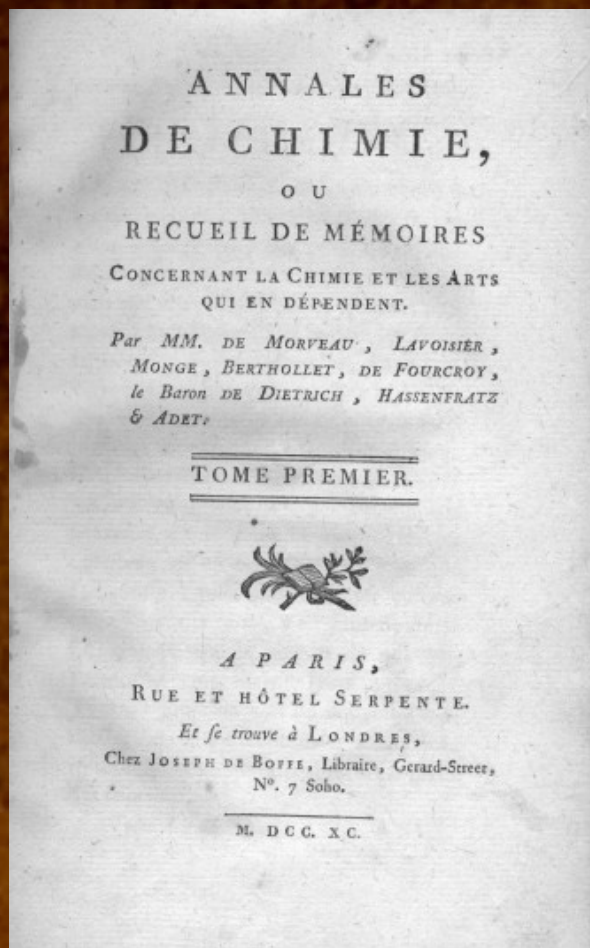 ANNALES
DE CHIMIE,
OU
RECUEIL DE MÉMOIRES
CONCERNANT LA CHIMIE ET LES ARTS
QUI EN DÉPENDENT.
Par MM. DE MORVEAU, LAVOISIER,
MONGE, BERTHOLLET, DE FOURCROY,
le Baron DE DIETRICH, HASSENFRATZ
& ADET.
TOME PREMIER.
A PARIS,
RUE ET HÔTEL SERPENTE.
Et ſe trouve à LONDRES,
Chez JOSEPH DE BOFFE, Libraire, Gerard-Street,
Nº. 7 Soho.
M. DCC. XC.